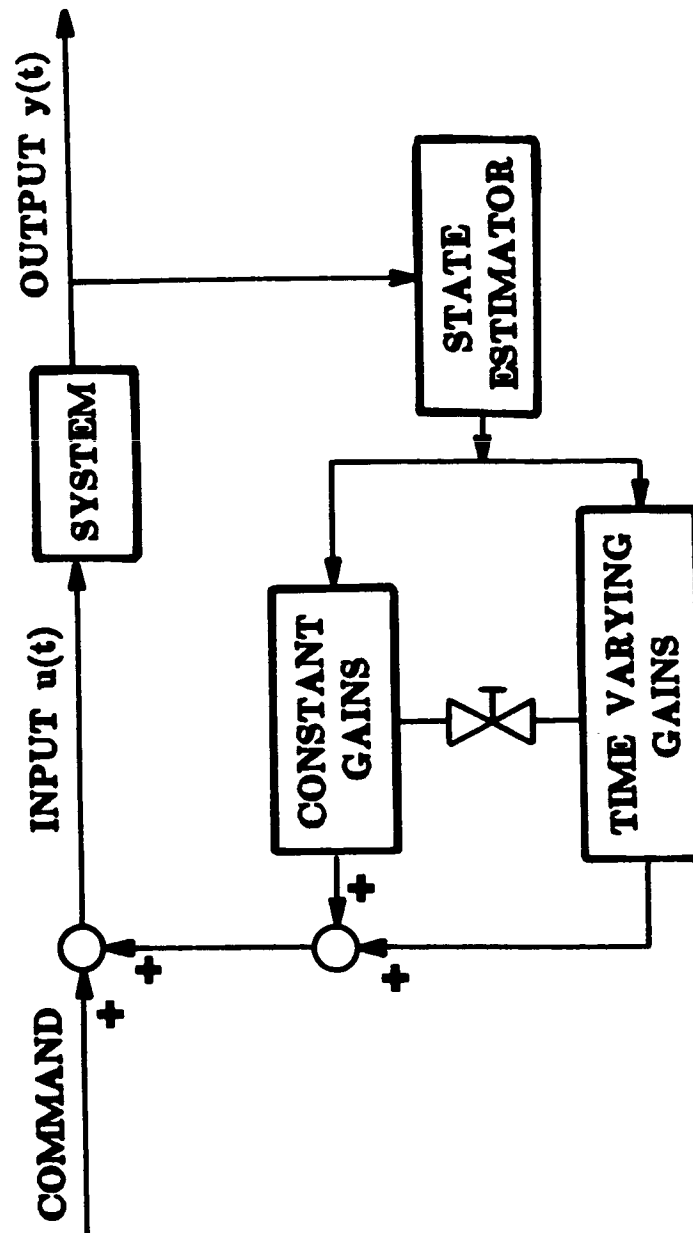 COMMAND
+
+
INPUT u(t)
SYSTEM
OUTPUT y(t)
+
+
CONSTANT
GAINS
STATE
ESTIMATOR
TIME VARYING
GAINS